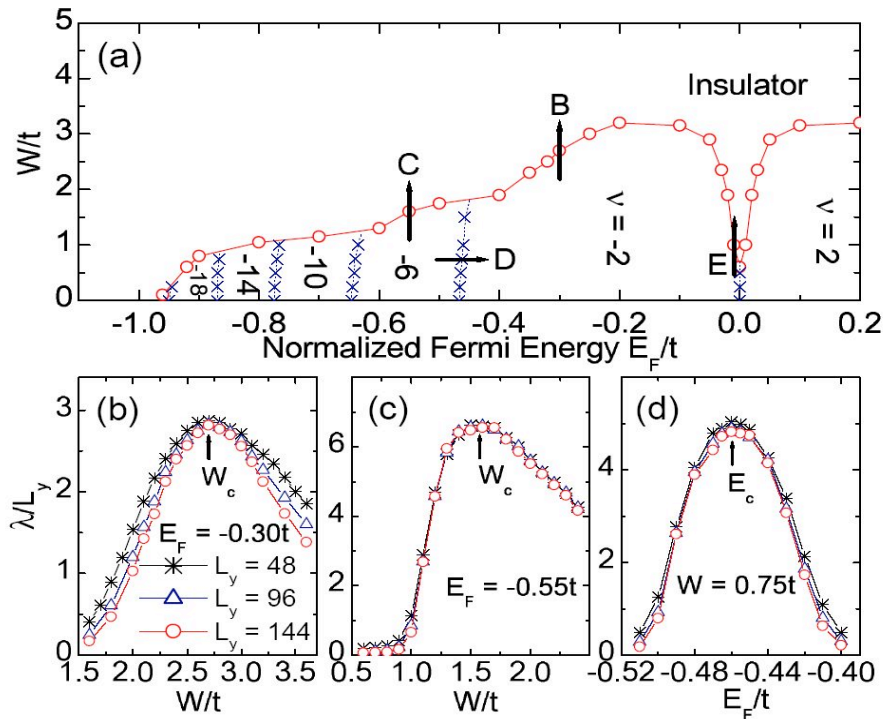 (a)
W/t
5
4
3
2
1
0
Insulator
B
C
D
E
-18
-14
-10
-6
ν = -2
ν = 2
-1.0 -0.8 -0.6 -0.4 -0.2 0.0 0.2
Normalized Fermi Energy E_F/t
(b)
λ/L_y
3
2
1
0
W_c
E_F = -0.30t
L_y = 48
L_y = 96
L_y = 144
1.5 2.0 2.5 3.0 3.5
W/t
(c)
6
4
2
0
W_c
E_F = -0.55t
1.0 1.5 2.0
W/t
(d)
4
2
0
E_c
W = 0.75t
-0.52 -0.48 -0.44 -0.40
E_F/t